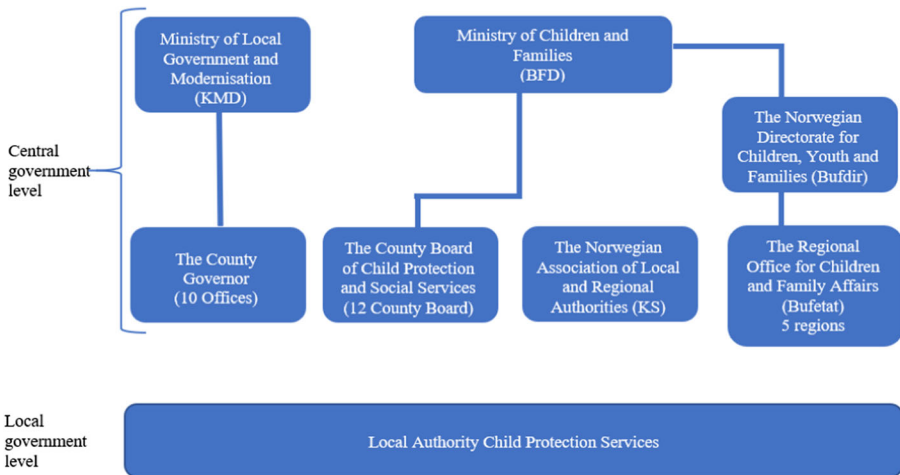 Ministry of Local
Government and
Modernisation
(KMD)
Ministry of Children and
Families
(BFD)
The Norwegian
Directorate for
Children, Youth and
Families (Bufdir)
Central
government
level
The County
Governor
(10 Offices)
The County Board
of Child Protection
and Social Services
(12 County Board)
The Norwegian
Association of Local
and Regional
Authorities (KS)
The Regional
Office for Children
and Family Affairs
(Bufetat)
5 regions
Local
government
level
Local Authority Child Protection Services